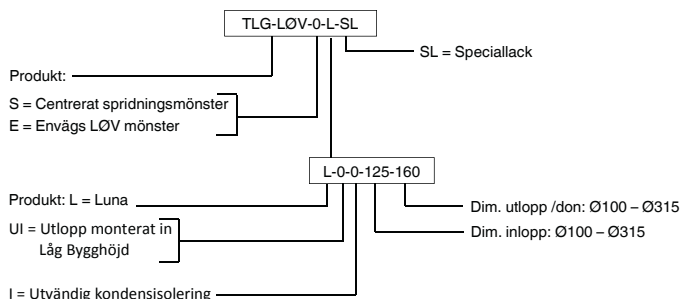 TLG-LØV-0-L-SL
SL = Speciallack
Produkt:
S = Centrerat spridningsmönster
E = Envägs LØV mönster
L-0-0-125-160
Produkt: L = Luna
Dim. utlopp /don: Ø100 – Ø315
UI = Utlopp monterat in
Låg Bygghöjd
Dim. inlopp: Ø100 – Ø315
I = Utvändig kondensisolering